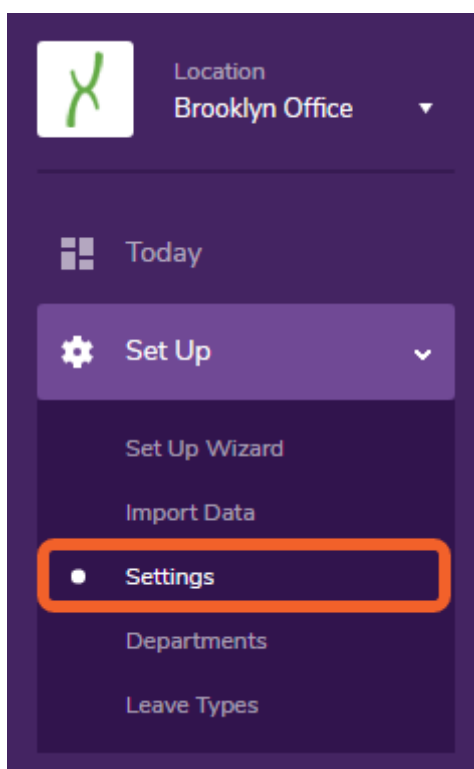 Location
Brooklyn Office
Today
Set Up
Set Up Wizard
Import Data
Settings
Departments
Leave Types